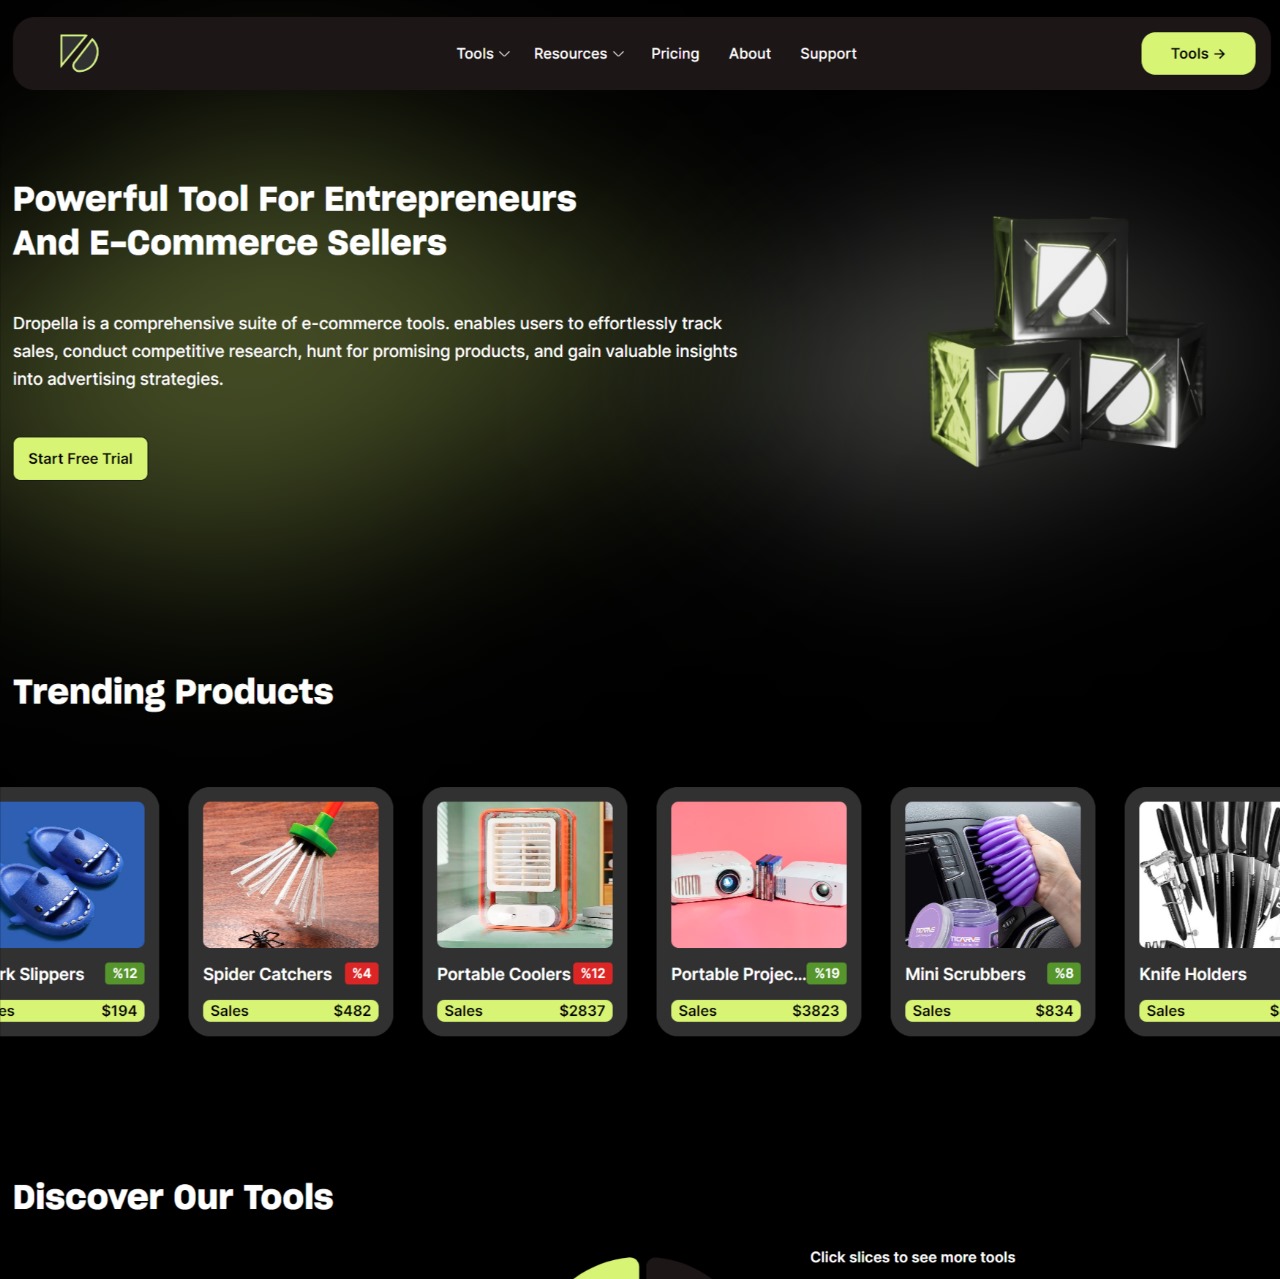 Tools
Resources
Pricing
About
Support
Tools →
Powerful Tool For Entrepreneurs
And E-Commerce Sellers
Dropella is a comprehensive suite of e-commerce tools. enables users to effortlessly track
sales, conduct competitive research, hunt for promising products, and gain valuable insights
into advertising strategies.
Start Free Trial
Trending Products
rk Slippers %12
es $194
Spider Catchers %4
Sales $482
Portable Coolers %12
Sales $2837
Portable Projec... %19
Sales $3823
Mini Scrubbers %8
Sales $834
Knife Holders
Sales $
Discover Our Tools
Click slices to see more tools